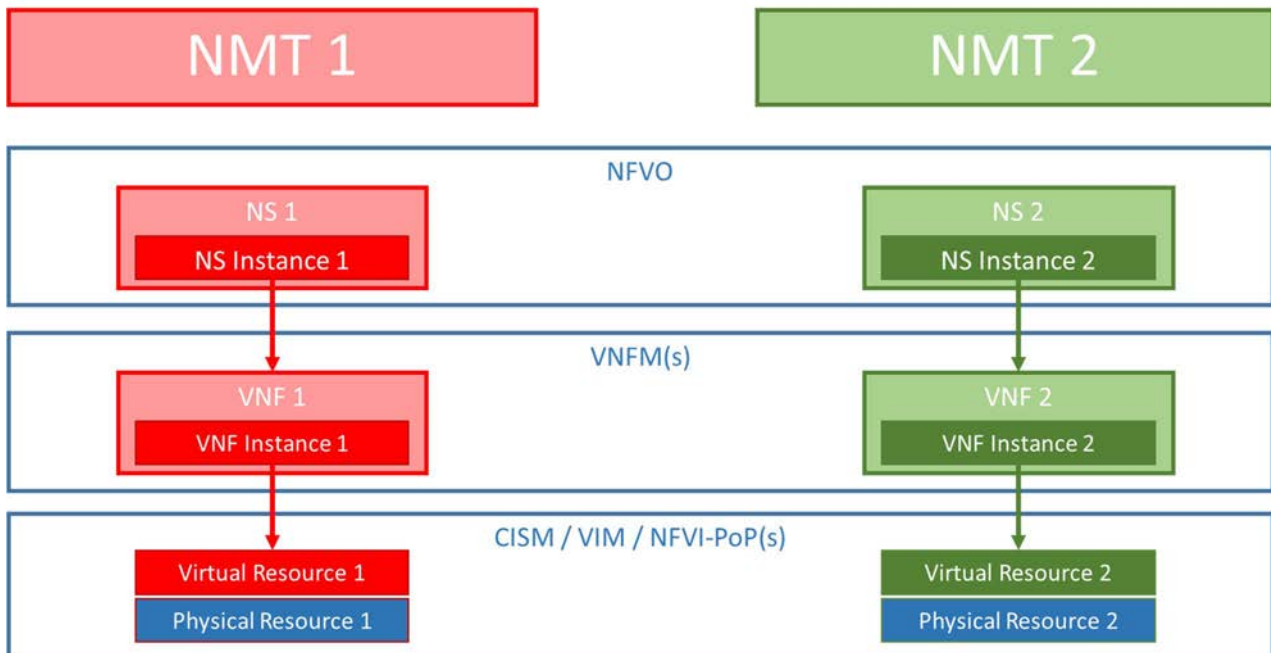 NMT 1
NMT 2
NFVO
NS 1
NS 2
NS Instance 1
NS Instance 2
VNFM(s)
VNF 1
VNF 2
VNF Instance 1
VNF Instance 2
CISM / VIM / NFVI-PoP(s)
Virtual Resource 1
Virtual Resource 2
Physical Resource 1
Physical Resource 2